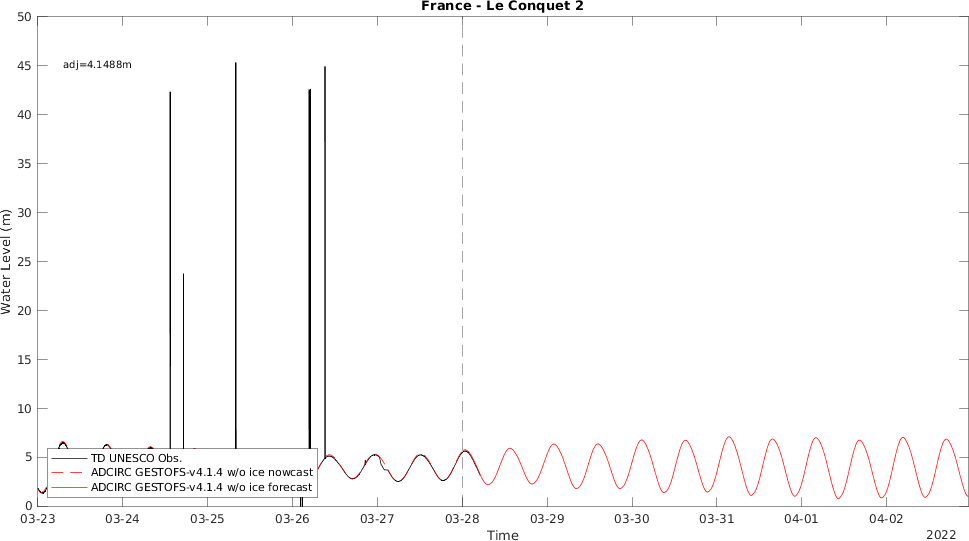 France - Le Conquet 2
50
45
40
35
30
25
20
15
10
5
0
Water Level (m)
adj=4.1488m
TD UNESCO Obs.
ADCIRC GESTOFS-v4.1.4 w/o ice nowcast
ADCIRC GESTOFS-v4.1.4 w/o ice forecast
03-23 03-24 03-25 03-26 03-27 03-28 03-29 03-30 03-31 04-01 04-02
Time
2022